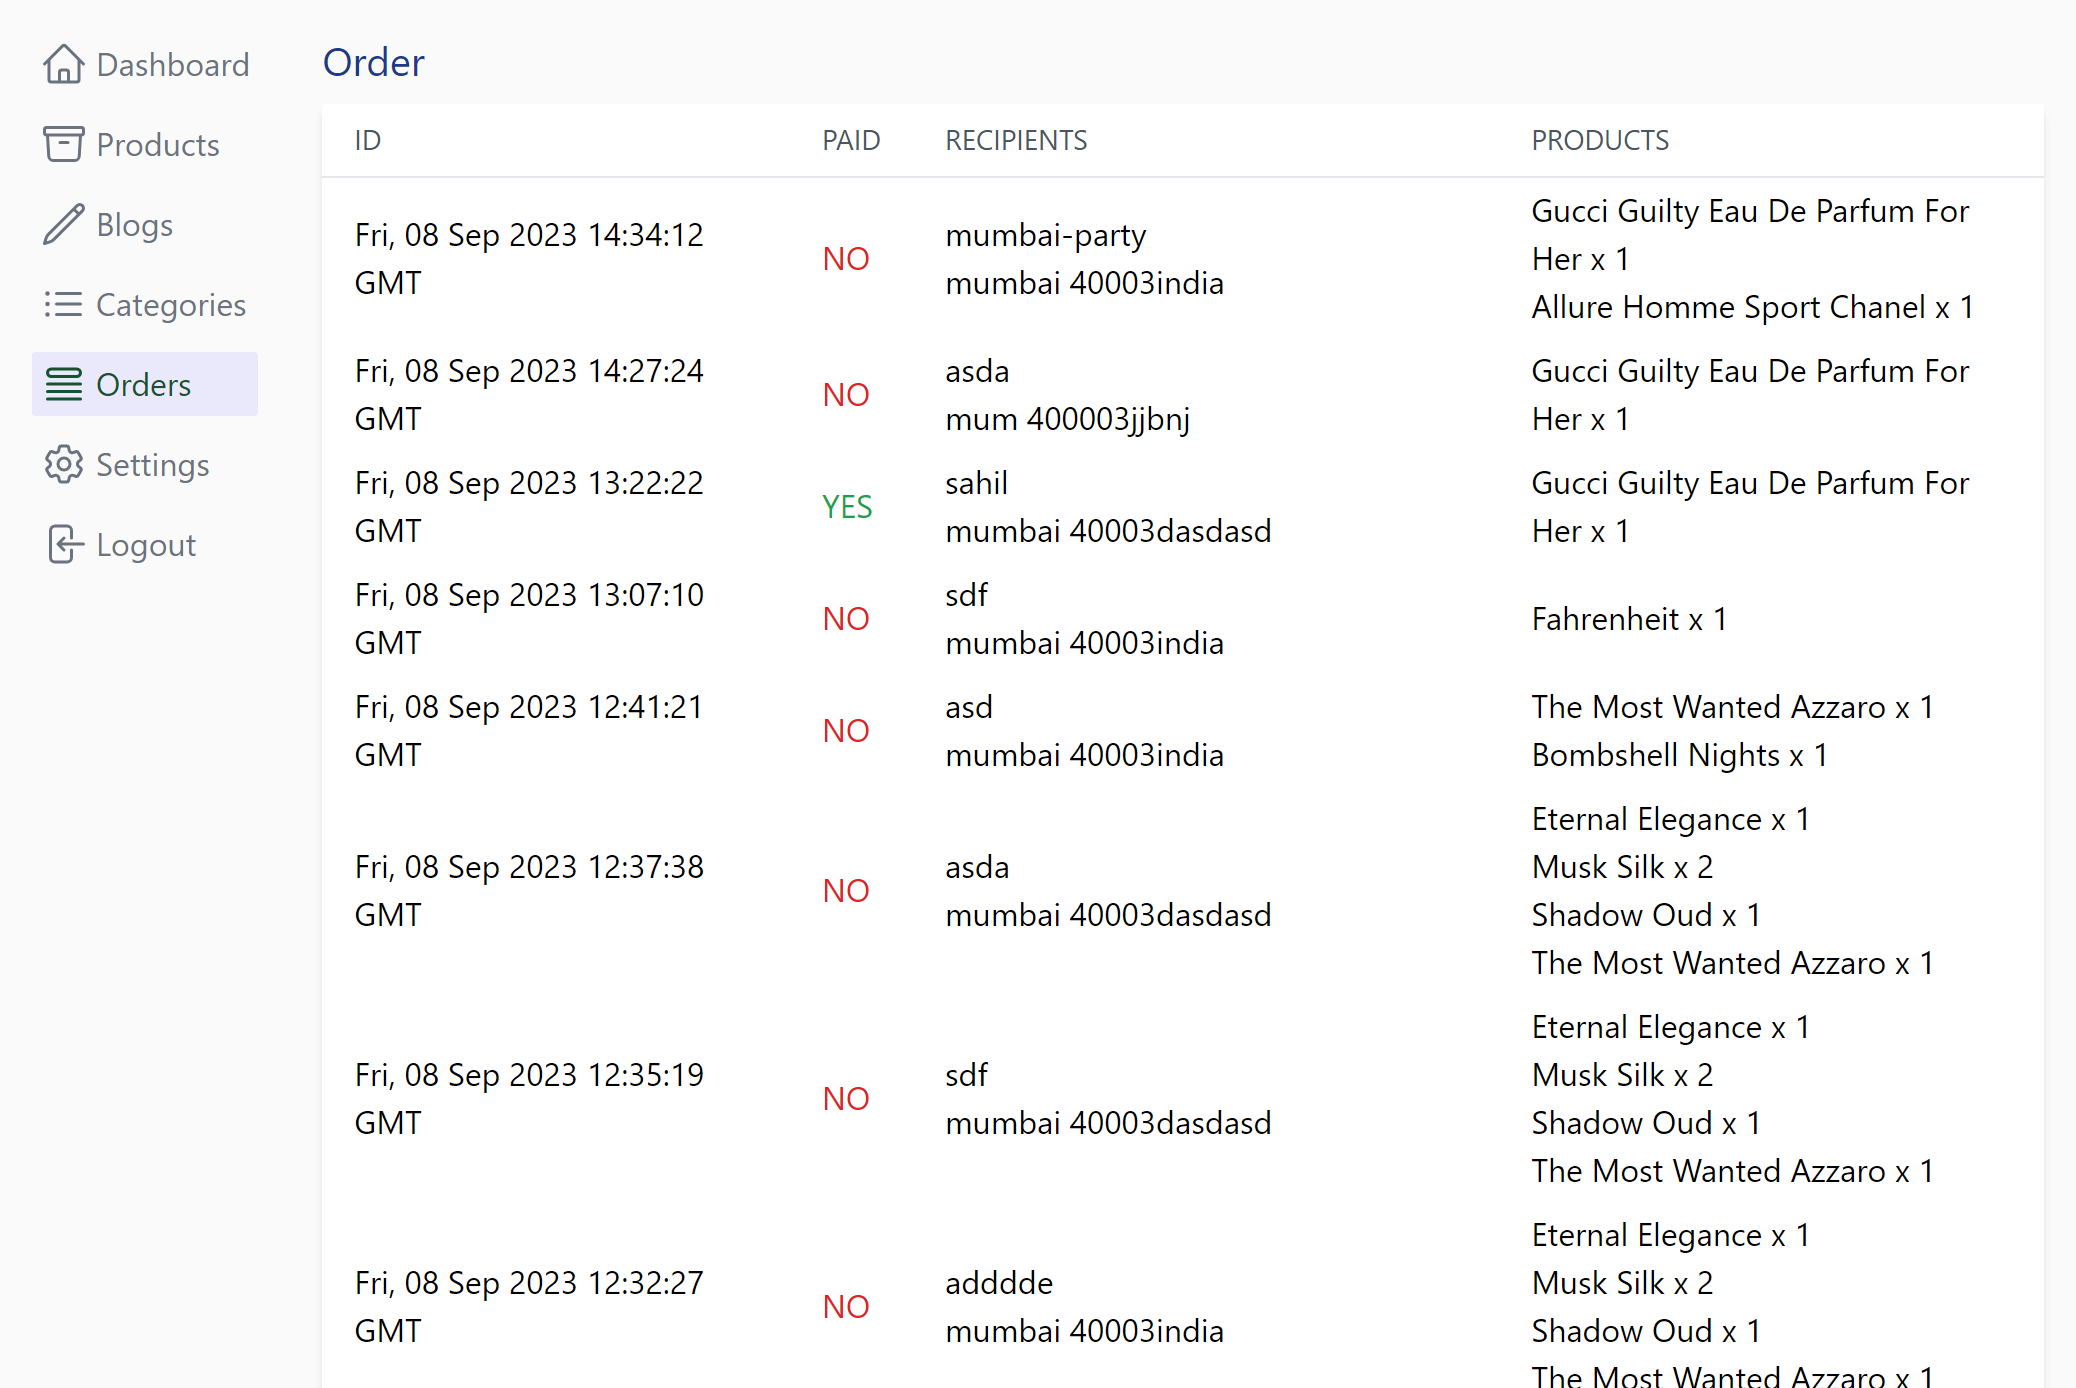 Dashboard
Products
Blogs
Categories
Orders
Settings
Logout
Order
ID PAID RECIPIENTS PRODUCTS
Fri, 08 Sep 2023 14:34:12
GMT
NO
mumbai-party
mumbai 40003india
Gucci Guilty Eau De Parfum For
Her x 1
Allure Homme Sport Chanel x 1
Fri, 08 Sep 2023 14:27:24
GMT
NO
asda
mum 400003jjbnj
Gucci Guilty Eau De Parfum For
Her x 1
Fri, 08 Sep 2023 13:22:22
GMT
YES
sahil
mumbai 40003dasdasd
Gucci Guilty Eau De Parfum For
Her x 1
Fri, 08 Sep 2023 13:07:10
GMT
NO
sdf
mumbai 40003india
Fahrenheit x 1
Fri, 08 Sep 2023 12:41:21
GMT
NO
asd
mumbai 40003india
The Most Wanted Azzaro x 1
Bombshell Nights x 1
Fri, 08 Sep 2023 12:37:38
GMT
NO
asda
mumbai 40003dasdasd
Eternal Elegance x 1
Musk Silk x 2
Shadow Oud x 1
The Most Wanted Azzaro x 1
Fri, 08 Sep 2023 12:35:19
GMT
NO
sdf
mumbai 40003dasdasd
Eternal Elegance x 1
Musk Silk x 2
Shadow Oud x 1
The Most Wanted Azzaro x 1
Fri, 08 Sep 2023 12:32:27
GMT
NO
adddde
mumbai 40003india
Eternal Elegance x 1
Musk Silk x 2
Shadow Oud x 1
The Most Wanted Azzaro x 1